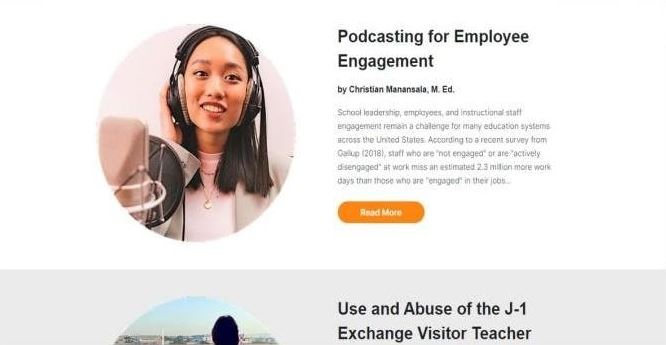 Podcasting for Employee
Engagement
by Christian Manansala, M. Ed.
School leadership, employees, and instructional staff
engagement remain a challenge for many education systems
across the United States. According to a recent survey from
Gallup (2018), staff who are "not engaged" or are "actively
disengaged" at work miss an estimated 2.3 million more work
days than those who are "engaged" in their jobs...
Read More
Use and Abuse of the J-1
Exchange Visitor Teacher